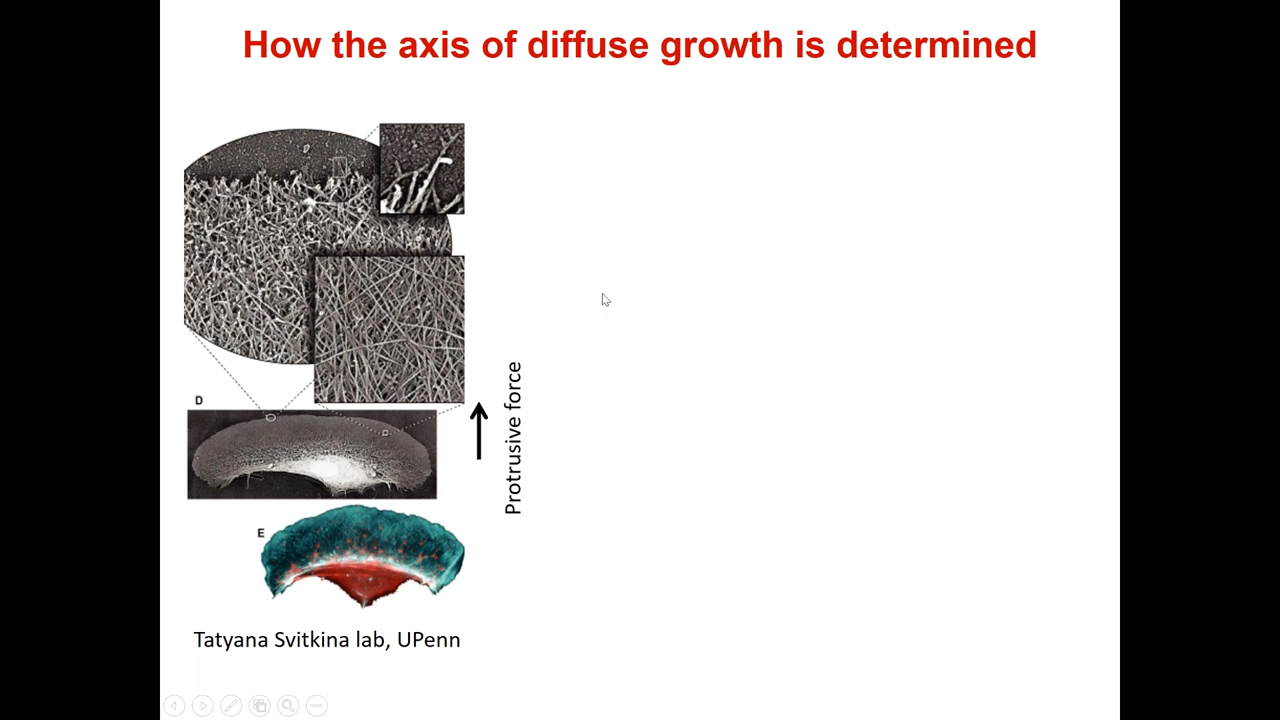 How the axis of diffuse growth is determined
D
Protrusive force
E
Tatyana Svitkina lab, UPenn